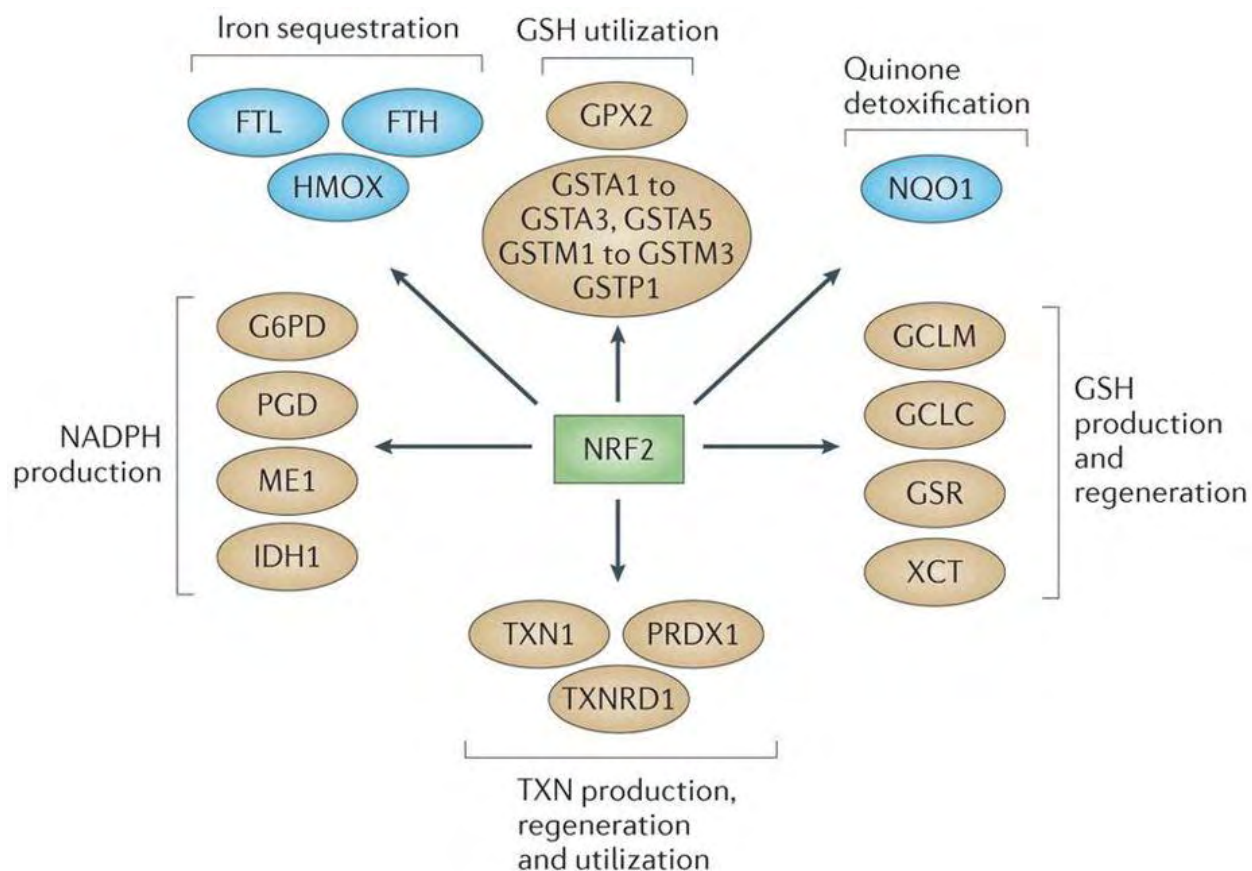 Iron sequestration
FTL
FTH
HMOX
GSH utilization
GPX2
GSTA1 to
GSTA3, GSTA5
GSTM1 to GSTM3
GSTP1
Quinone
detoxification
NQO1
NADPH
production
G6PD
PGD
ME1
IDH1
NRF2
GCLM
GCLC
GSR
XCT
GSH
production
and
regeneration
TXN1
PRDX1
TXNRD1
TXN production,
regeneration
and utilization